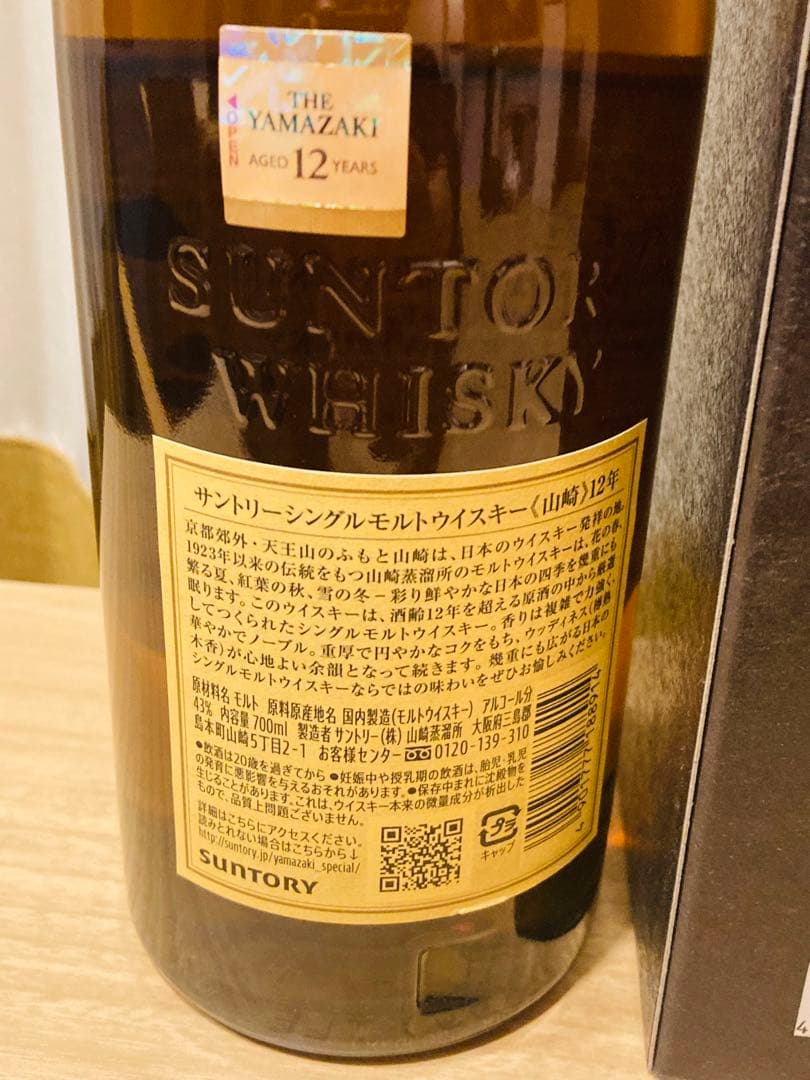 THE
YAMAZAKI
AGED 12 YEARS
◀OPEN
SUNTOR
WHISKY
サントリーシングルモルトウイスキー《山崎》12年
京都郊外・天王山のふもと山崎は、日本のウイスキー発祥の地。
1923年以来の伝統をもつ山崎蒸溜所のモルトウイスキーは、花の春、
繁る夏、紅葉の秋、雪の冬－彩り鮮やかな日本の四季を幾重にも
眠ります。このウイスキーは、酒齢12年を超える原酒の中から厳選
してつくられたシングルモルトウイスキー。香りは複雑で力強く、
華やかでノーブル。重厚で円やかなコクをもち、ウッディネス(樽熟
木香)が心地よい余韻となって続きます。幾重にも広がる日本の
シングルモルトウイスキーならではの味わいをぜひお愉しみください。
原材料名 モルト 原料原産地名 国内製造(モルトウイスキー) アルコール分
43% 内容量700ml 製造者 サントリー(株) 山崎蒸溜所 大阪府三島郡
島本町山崎5丁目2-1 お客様センター 0120-139-310
●飲酒は20歳を過ぎてから ●妊娠中や授乳期の飲酒は、胎児・乳児
の発育に悪影響を与えるおそれがあります。●保存中まれに沈殿物を
生じることがあります。これは、ウイスキー本来の微量成分が析出した
もので、品質上問題ございません。
詳細はこちらにアクセスください。
読みとれない場合はこちらから↓
http://suntory.jp/yamazaki_special/
SUNTORY
プラ
キャップ
4 901777 186914
4